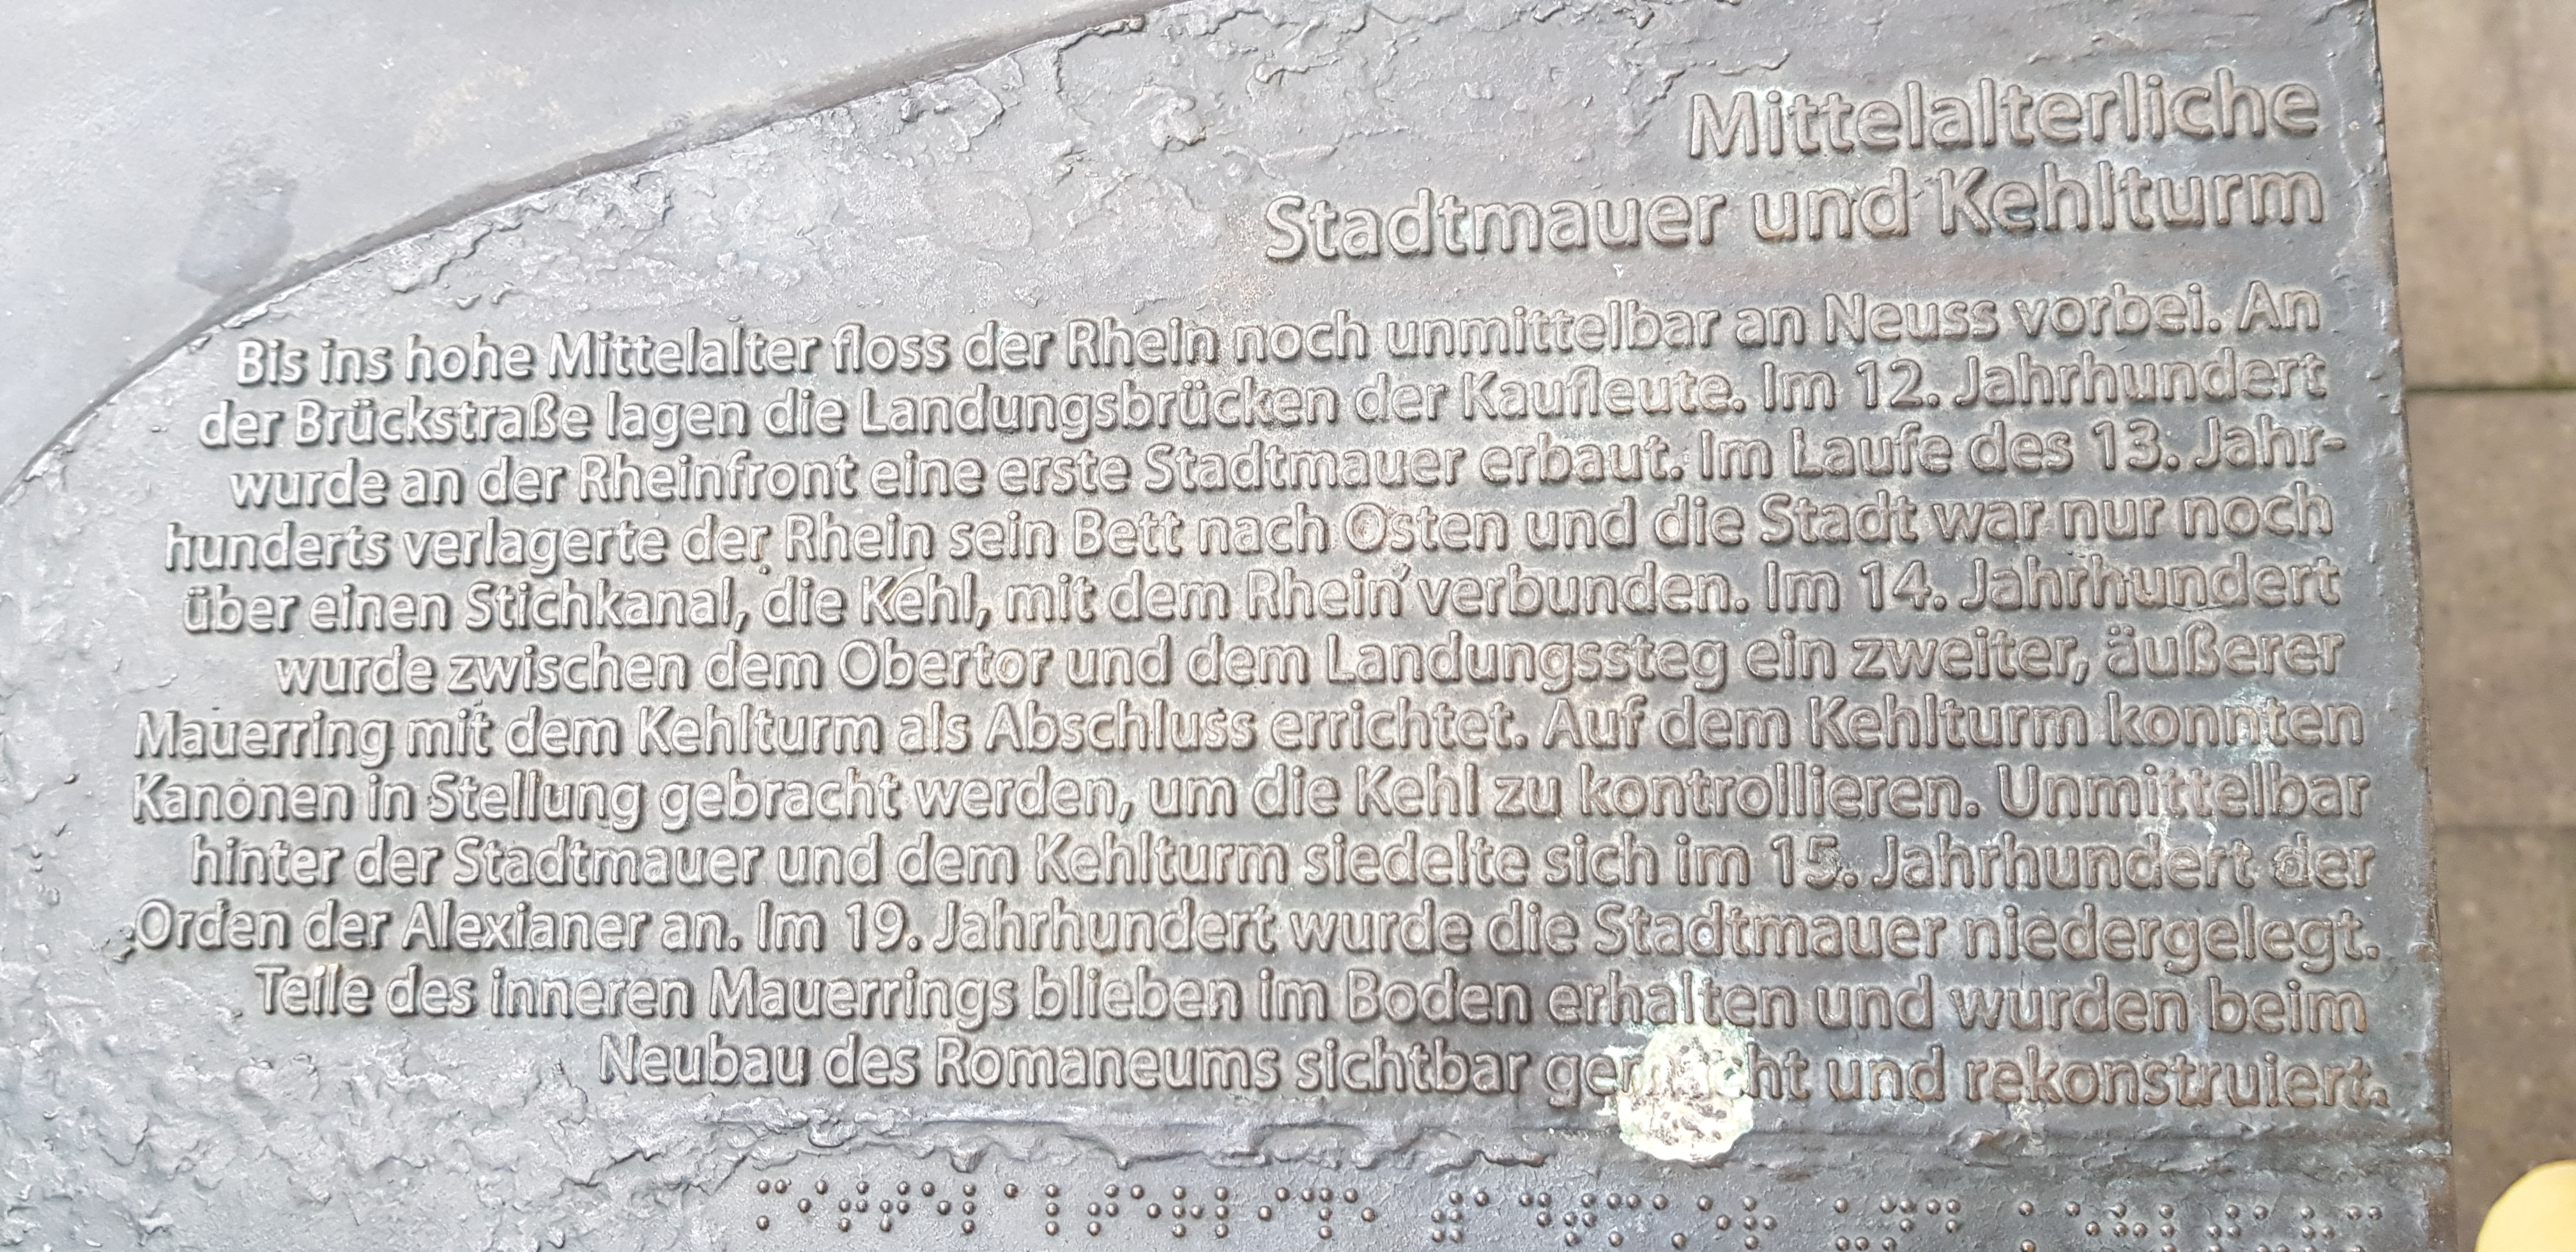 Mittelalterliche
Stadtmauer und Kehlturm
Bis ins hohe Mittelalter floss der Rhein noch unmittelbar an Neuss vorbei. An
der Brückstraße lagen die Landungsbrücken der Kaufleute. Im 12. Jahrhundert
wurde an der Rheinfront eine erste Stadtmauer erbaut. Im Laufe des 13. Jahr-
hunderts verlagerte der Rhein sein Bett nach Osten und die Stadt war nur noch
über einen Stichkanal, die Kehl, mit dem Rhein verbunden. Im 14. Jahrhundert
wurde zwischen dem Obertor und dem Landungssteg ein zweiter, äußerer
Mauerring mit dem Kehlturm als Abschluss errichtet. Auf dem Kehlturm konnten
Kanonen in Stellung gebracht werden, um die Kehl zu kontrollieren. Unmittelbar
hinter der Stadtmauer und dem Kehlturm siedelte sich im 15. Jahrhundert der
Orden der Alexianer an. Im 19. Jahrhundert wurde die Stadtmauer niedergelegt.
Teile des inneren Mauerrings blieben im Boden erhalten und wurden beim
Neubau des Romaneums sichtbar gemacht und rekonstruiert.